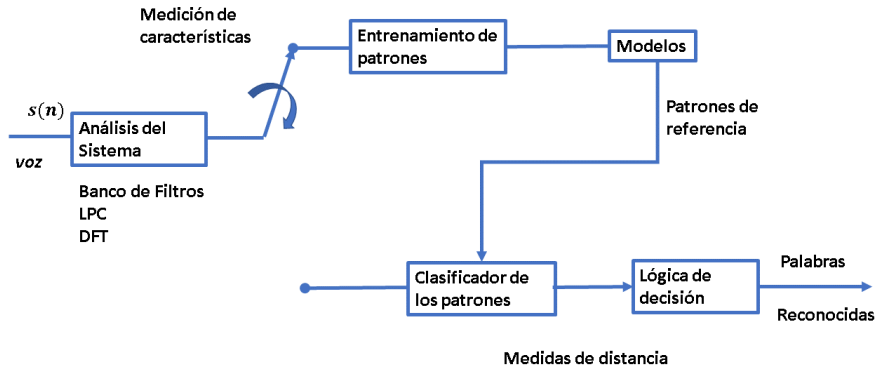 Medición de
características
Entrenamiento de
patrones
Modelos
s(n)
Análisis del
Sistema
voz
Patrones de
referencia
Banco de Filtros
LPC
DFT
Clasificador de
los patrones
Lógica de
decisión
Palabras
Reconocidas
Medidas de distancia